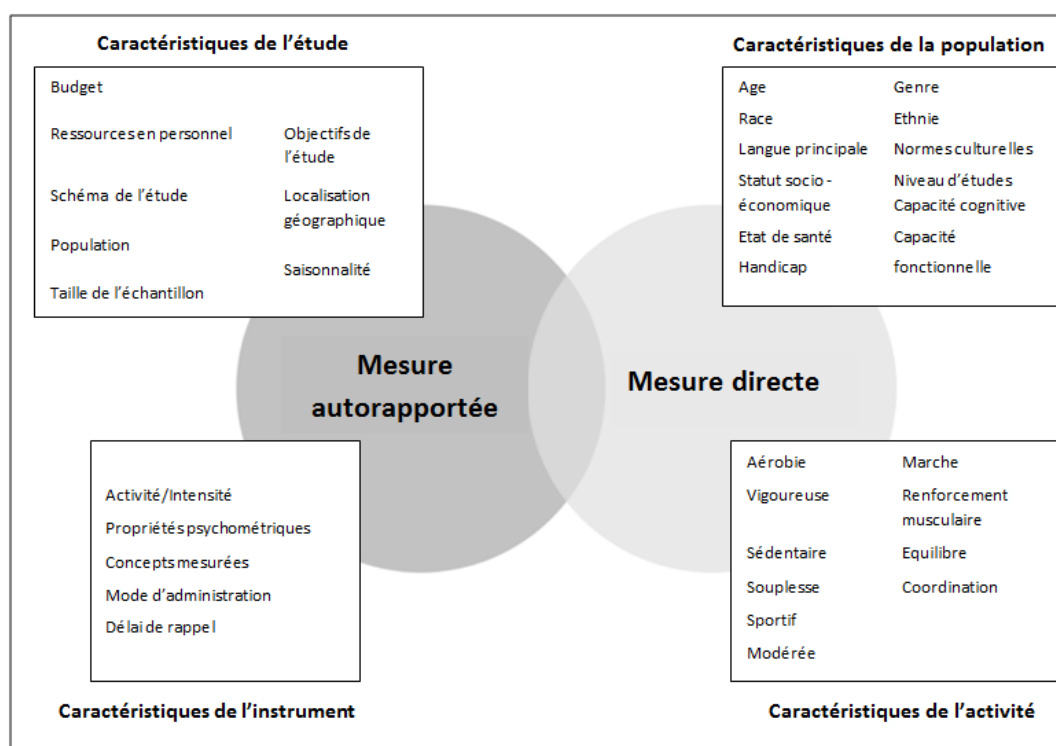 Caractéristiques de l'étude
Budget
Ressources en personnel
Schéma de l'étude
Population
Taille de l'échantillon
Objectifs de
l'étude
Localisation
géographique
Saisonnalité
Caractéristiques de la population
Age
Race
Langue principale
Statut socio-
économique
Etat de santé
Handicap
Genre
Ethnie
Normes culturelles
Niveau d'études
Capacité cognitive
Capacité
fonctionnelle
Mesure
autorapportée
Mesure directe
Activité/Intensité
Propriétés psychométriques
Concepts mesurées
Mode d'administration
Délai de rappel
Caractéristiques de l'instrument
Aérobie
Vigoureuse
Sédentaire
Souplesse
Sportif
Modérée
Marche
Renforcement
musculaire
Equilibre
Coordination
Caractéristiques de l'activité